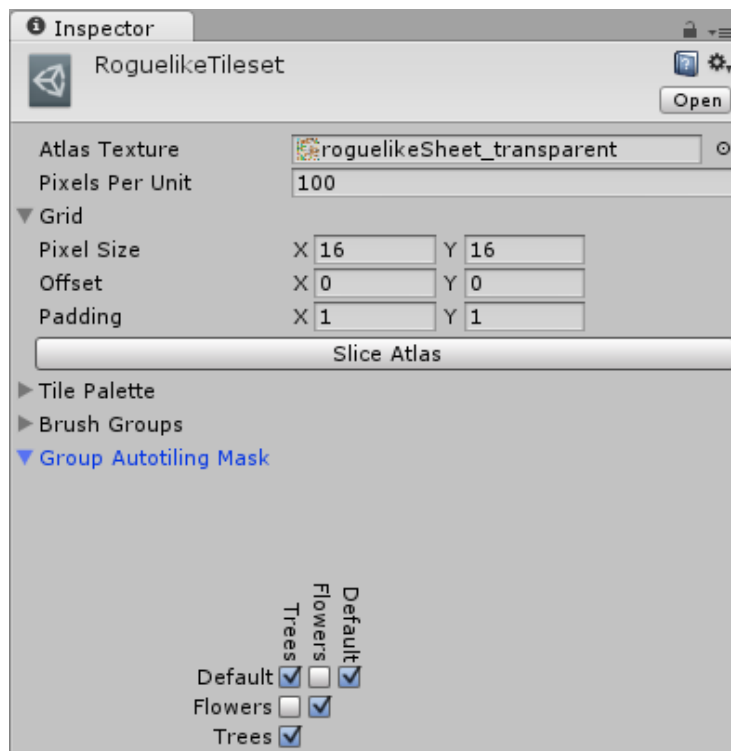 Inspector
RoguelikeTileset
Open
Atlas Texture roguelikeSheet_transparent
Pixels Per Unit 100
Grid
Pixel Size X 16 Y 16
Offset X 0 Y 0
Padding X 1 Y 1
Slice Atlas
Tile Palette
Brush Groups
Group Autotiling Mask
Trees
Flowers
Default
Default
Flowers
Trees